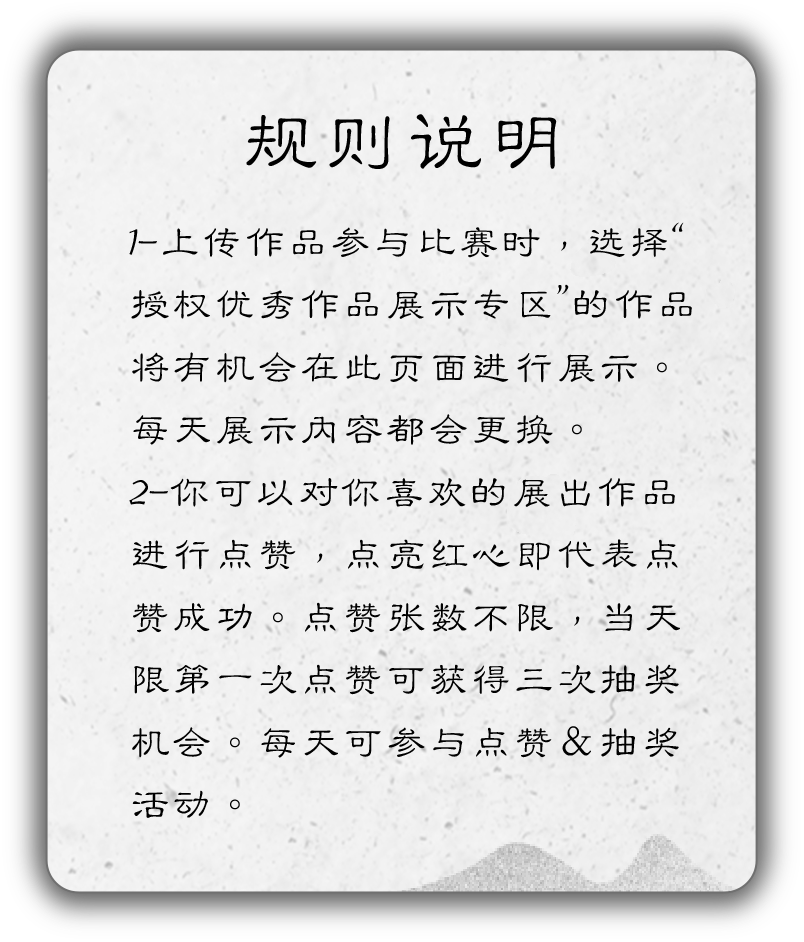 规则说明
1-上传作品参与比赛时，选择“
授权优秀作品展示专区”的作品
将有机会在此页面进行展示。
每天展示内容都会更换。
2-你可以对你喜欢的展出作品
进行点赞，点亮红心即代表点
赞成功。点赞张数不限，当天
限第一次点赞可获得三次抽奖
机会。每天可参与点赞&抽奖
活动。